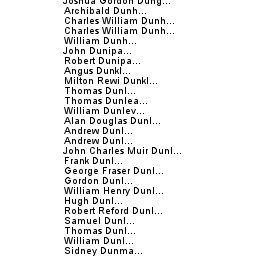 Joshua Gordon Dung...
Archibald Dunh...
Charles William Dunh...
Charles William Dunh...
William Dunh...
John Dunipa...
Robert Dunipa...
Angus Dunkl...
Milton Rewi Dunkl...
Thomas Dunl...
Thomas Dunlea...
William Dunlev...
Alan Douglas Dunl...
Andrew Dunl...
Andrew Dunl...
John Charles Muir Dunl...
Frank Dunl...
George Fraser Dunl...
Gordon Dunl...
William Henry Dunl...
Hugh Dunl...
Robert Reford Dunl...
Samuel Dunl...
Thomas Dunl...
William Dunl...
Sidney Dunma...